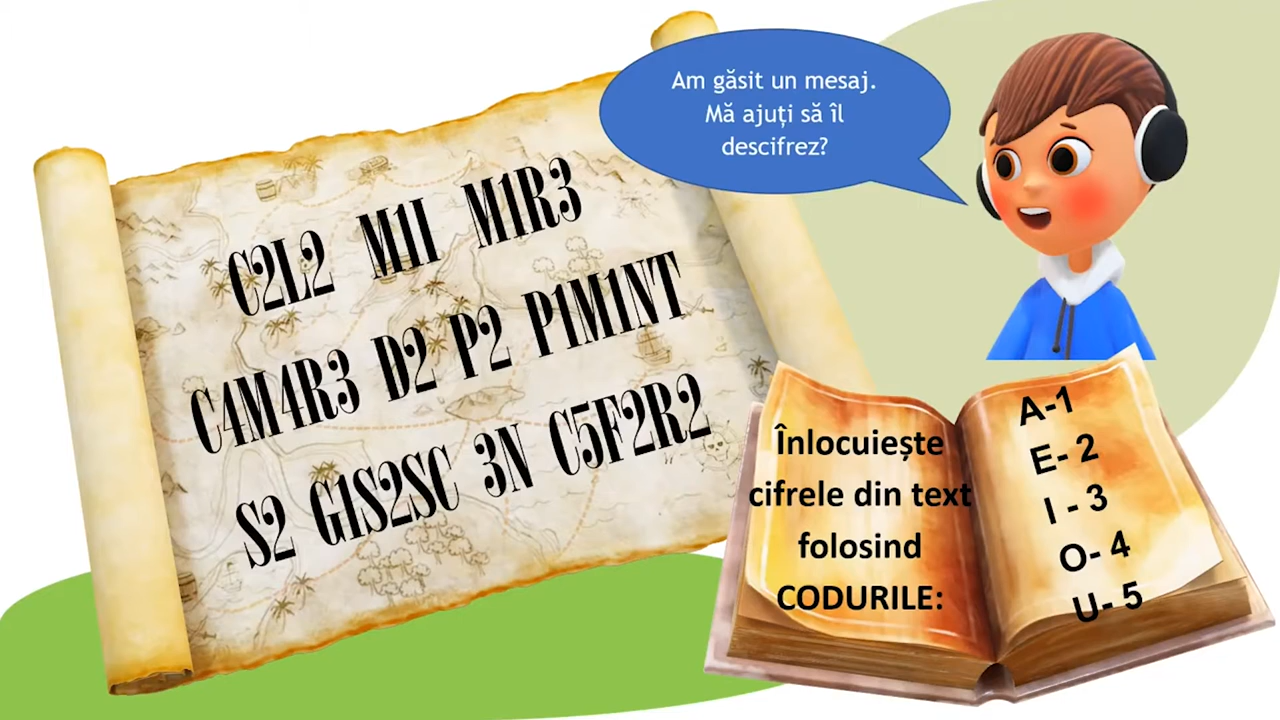 Am găsit un mesaj.
Mă ajuți să îl
descifrez?
C2L2 M1I M1R3
C4M4R3 D2 P2 P1M1NT
S2 G1S2SC 3N C5F2R2
Înlocuiește
cifrele din text
folosind
CODURILE:
A-1
E- 2
I - 3
O- 4
U- 5